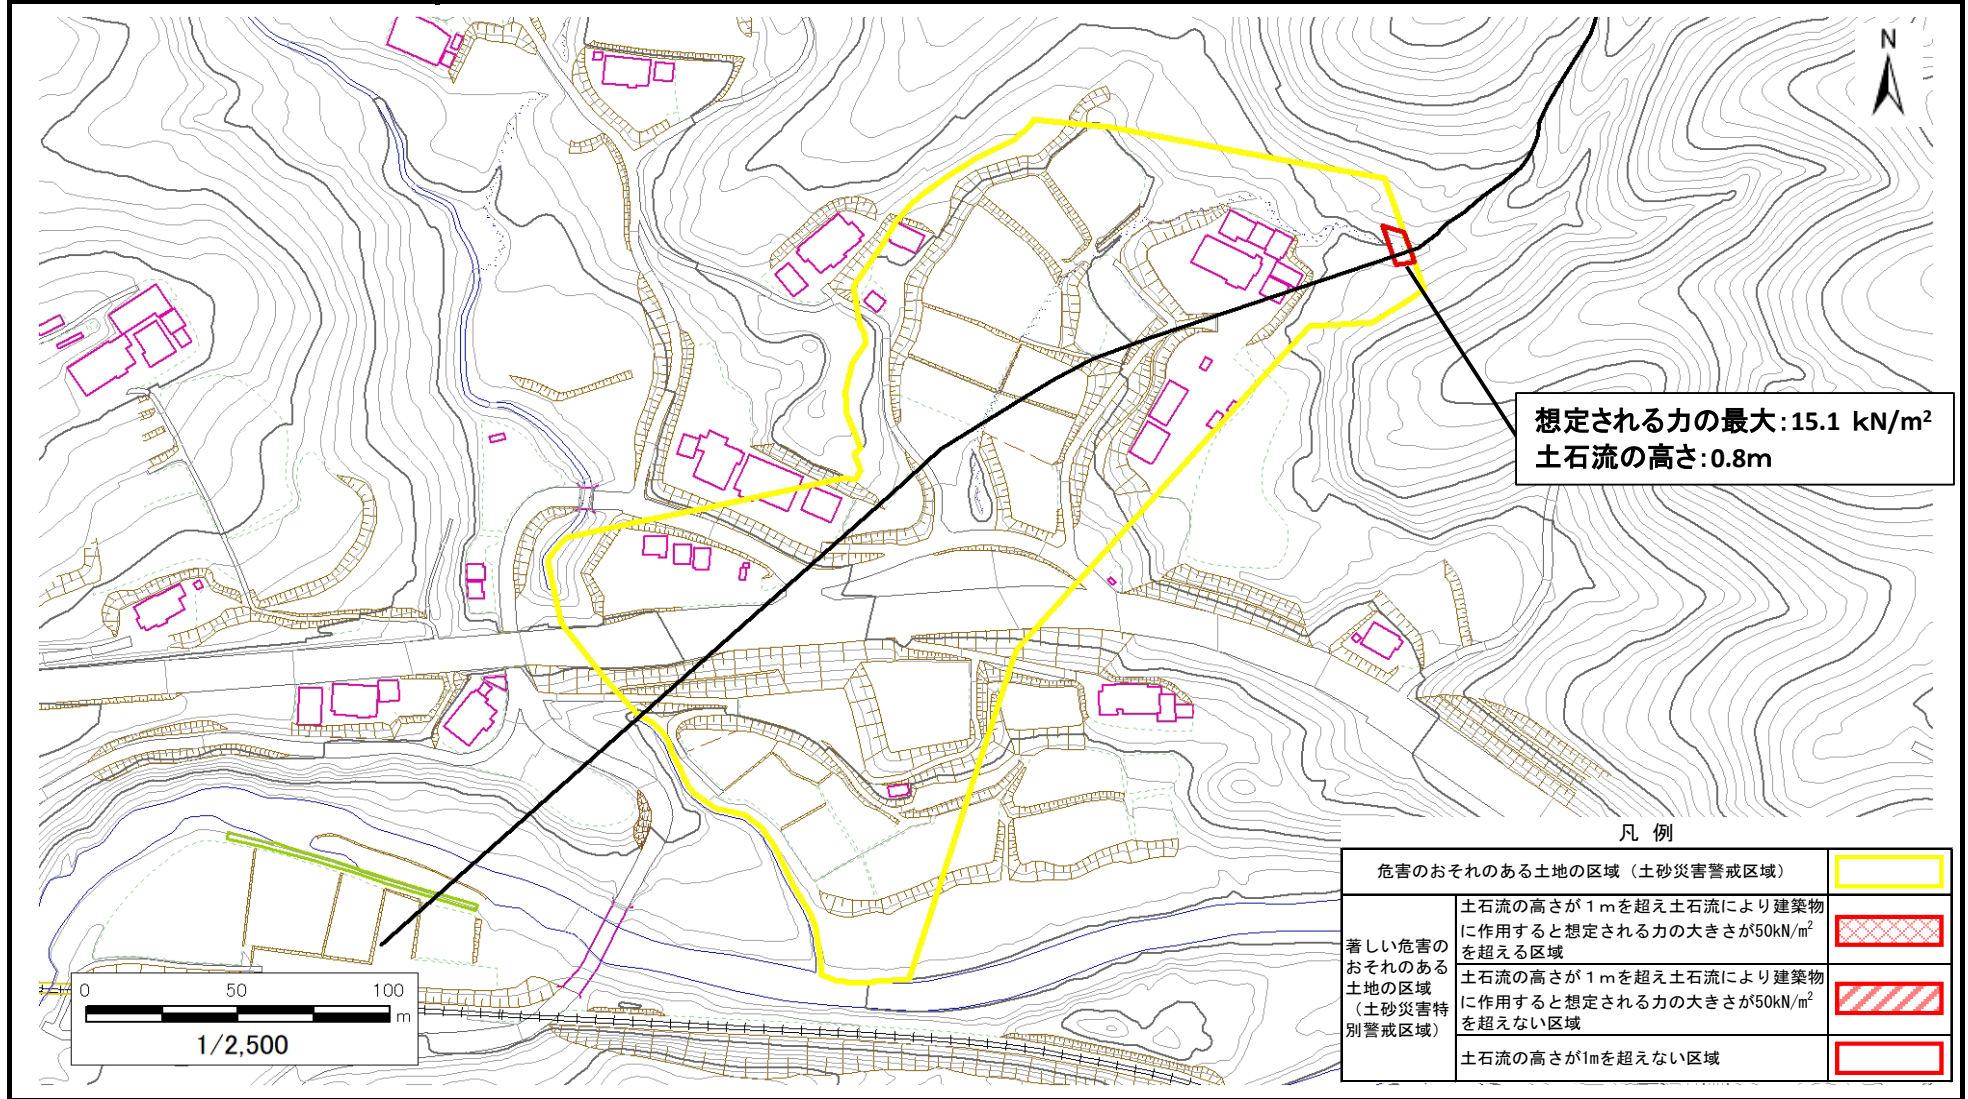 N
想定される力の最大:15.1 kN/m²
土石流の高さ:0.8m
凡 例
危害のおそれのある土地の区域(土砂災害警戒区域)
著しい危害の
おそれのある
土地の区域
(土砂災害特
別警戒区域)
土石流の高さが1mを超え土石流により建築物
に作用すると想定される力の大きさが50kN/m²
を超える区域
土石流の高さが1mを超え土石流により建築物
に作用すると想定される力の大きさが50kN/m²
を超えない区域
土石流の高さが1mを超えない区域
0 50 100
m
1/2,500